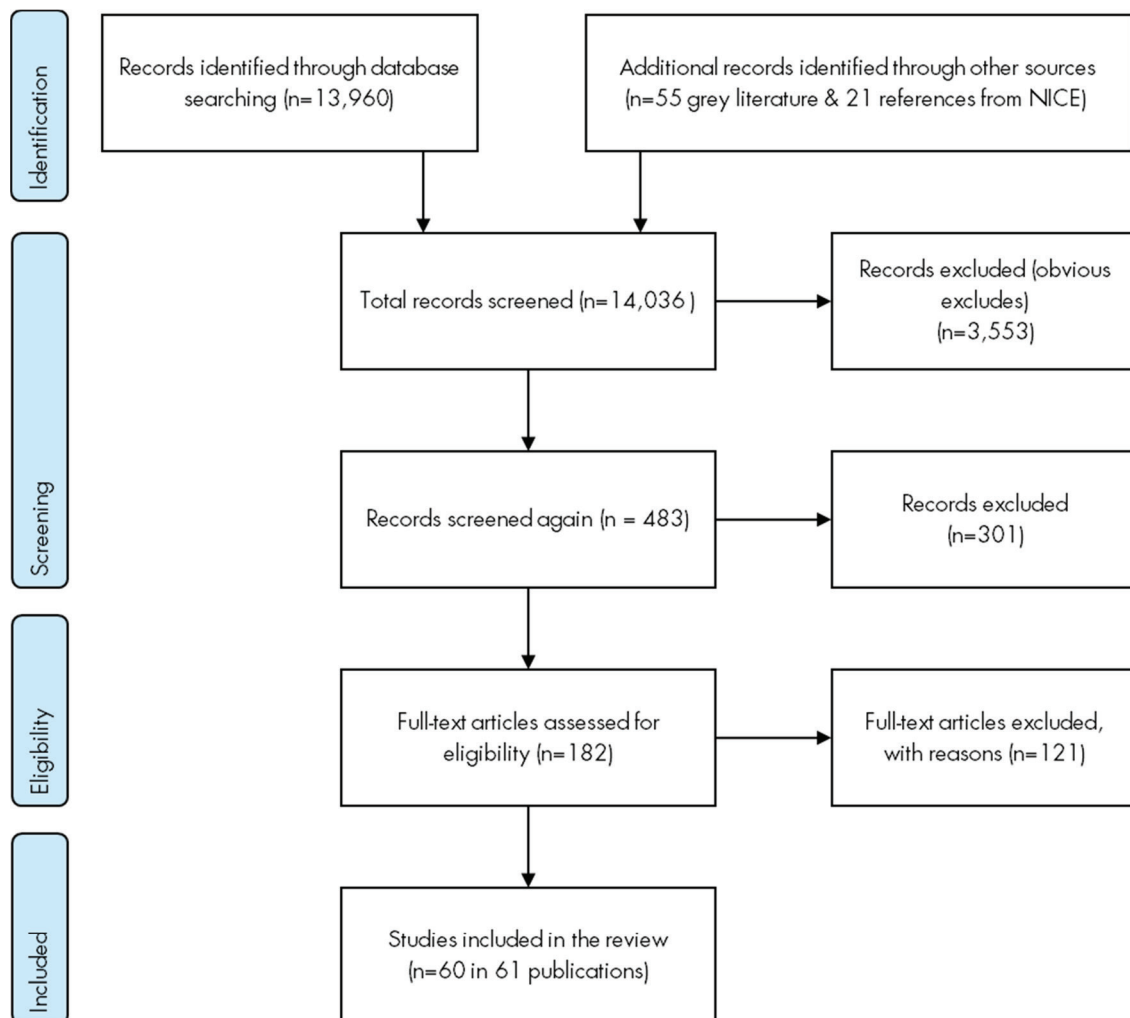 Identification
Records identified through database
searching (n=13,960)
Additional records identified through other sources
(n=55 grey literature & 21 references from NICE)
Screening
Total records screened (n=14,036 )
Records excluded (obvious
excludes)
(n=3,553)
Records screened again (n = 483)
Records excluded
(n=301)
Eligibility
Full-text articles assessed for
eligibility (n=182)
Full-text articles excluded,
with reasons (n=121)
Included
Studies included in the review
(n=60 in 61 publications)